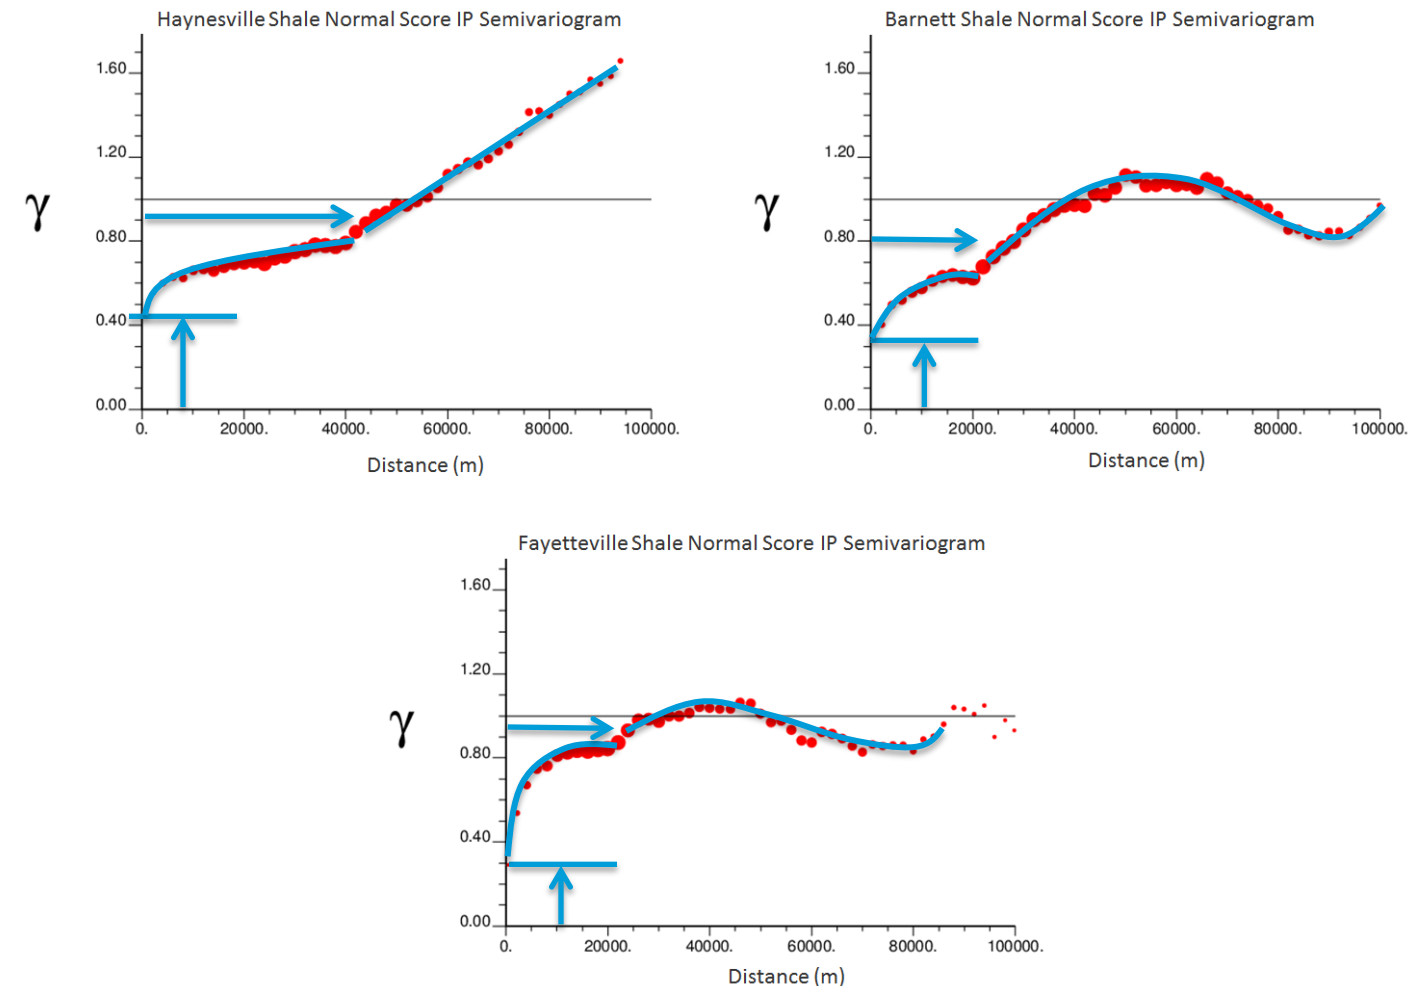 Haynesville Shale Normal Score IP Semivariogram
1.60
1.20
γ
0.80
0.40
0.00
0. 20000. 40000. 60000. 80000. 100000.
Distance (m)
Barnett Shale Normal Score IP Semivariogram
1.60
1.20
γ
0.80
0.40
0.00
0. 20000. 40000. 60000. 80000. 100000.
Distance (m)
Fayetteville Shale Normal Score IP Semivariogram
1.60
1.20
γ
0.80
0.40
0.00
0. 20000. 40000. 60000. 80000. 100000.
Distance (m)